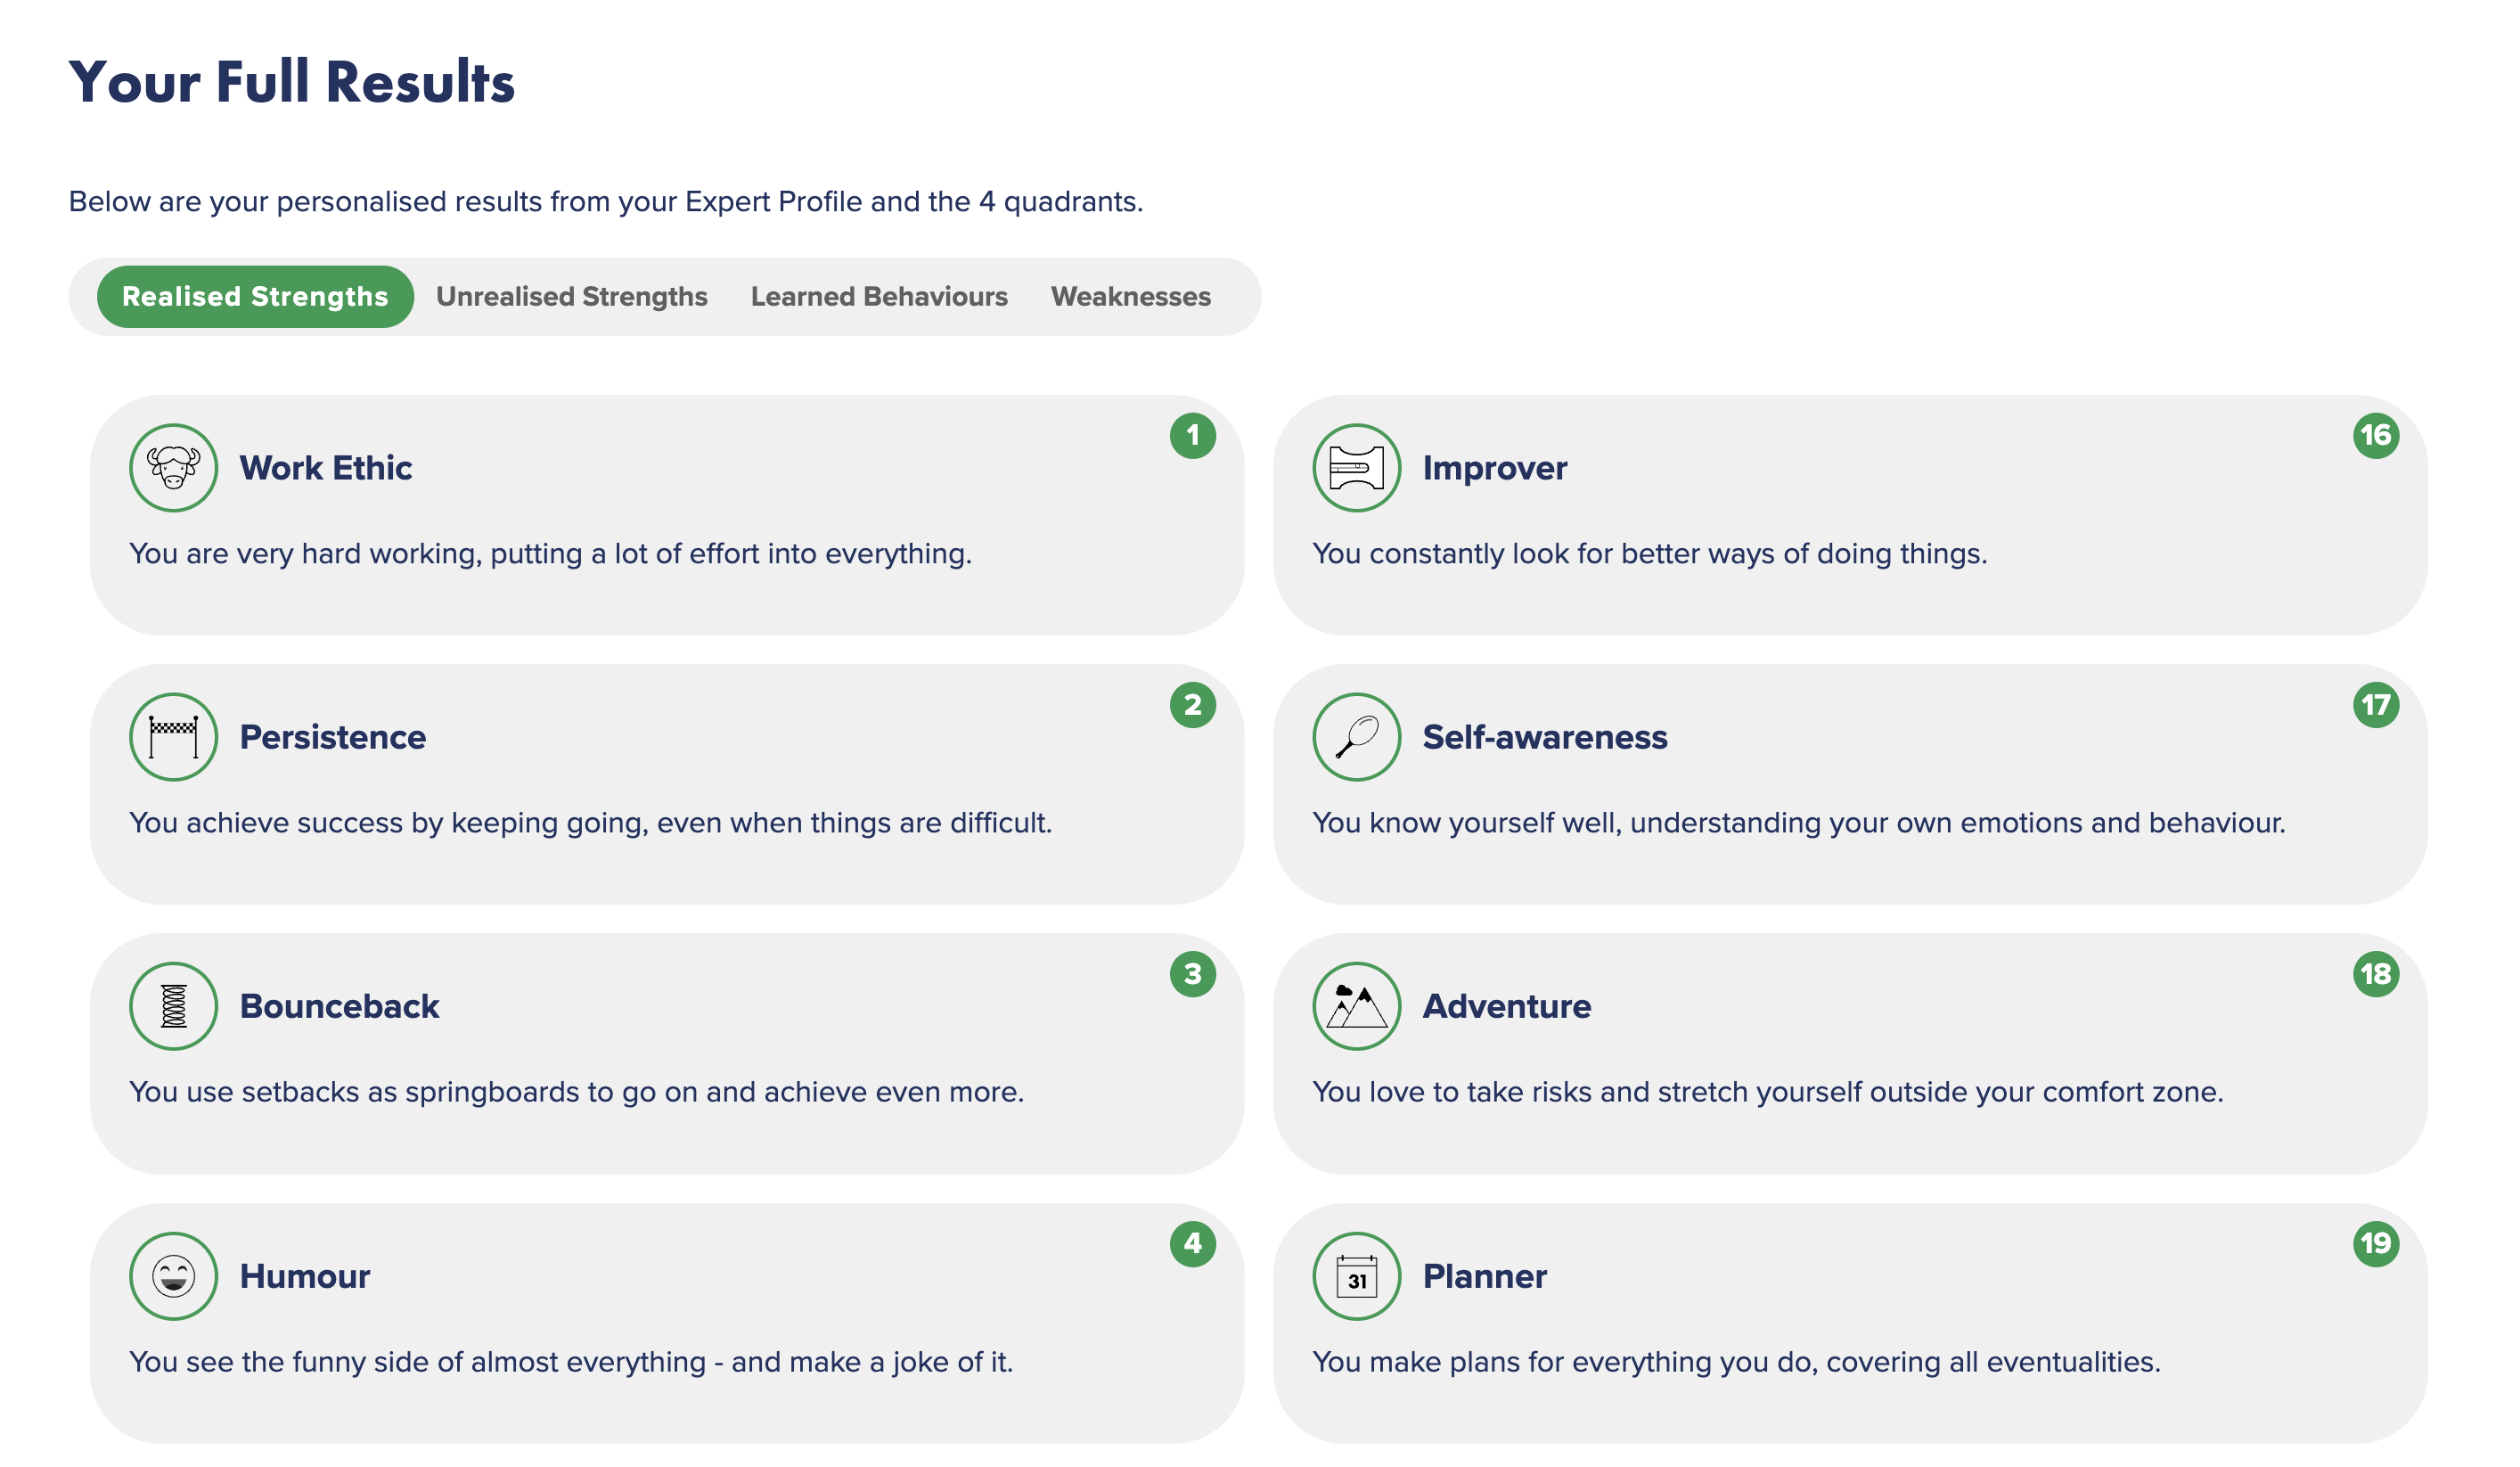 Your Full Results
Below are your personalised results from your Expert Profile and the 4 quadrants.
Realised Strengths
Unrealised Strengths
Learned Behaviours
Weaknesses
1
Work Ethic
You are very hard working, putting a lot of effort into everything.
16
Improver
You constantly look for better ways of doing things.
2
Persistence
You achieve success by keeping going, even when things are difficult.
17
Self-awareness
You know yourself well, understanding your own emotions and behaviour.
3
Bounceback
You use setbacks as springboards to go on and achieve even more.
18
Adventure
You love to take risks and stretch yourself outside your comfort zone.
4
Humour
You see the funny side of almost everything - and make a joke of it.
19
31
Planner
You make plans for everything you do, covering all eventualities.